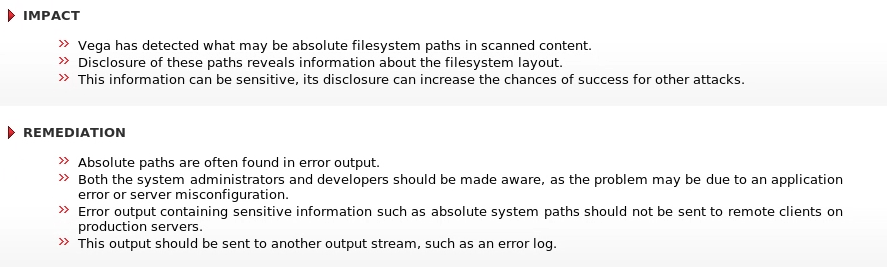 IMPACT
Vega has detected what may be absolute filesystem paths in scanned content.
Disclosure of these paths reveals information about the filesystem layout.
This information can be sensitive, its disclosure can increase the chances of success for other attacks.
REMEDIATION
Absolute paths are often found in error output.
Both the system administrators and developers should be made aware, as the problem may be due to an application
error or server misconfiguration.
Error output containing sensitive information such as absolute system paths should not be sent to remote clients on
production servers.
This output should be sent to another output stream, such as an error log.